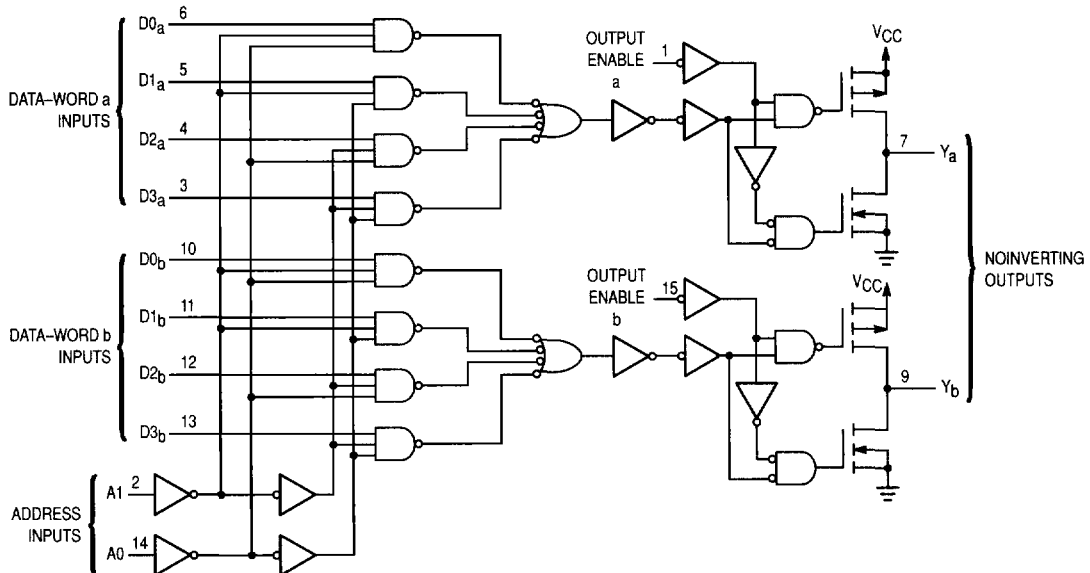 D0a 6
D1a 5
D2a 4
D3a 3
DATA–WORD a
INPUTS
D0b 10
D1b 11
D2b 12
D3b 13
DATA–WORD b
INPUTS
A1 2
A0 14
ADDRESS
INPUTS
OUTPUT
ENABLE
a
1
VCC
7 Ya
OUTPUT
ENABLE
b
15
VCC
9 Yb
NOINVERTING
OUTPUTS